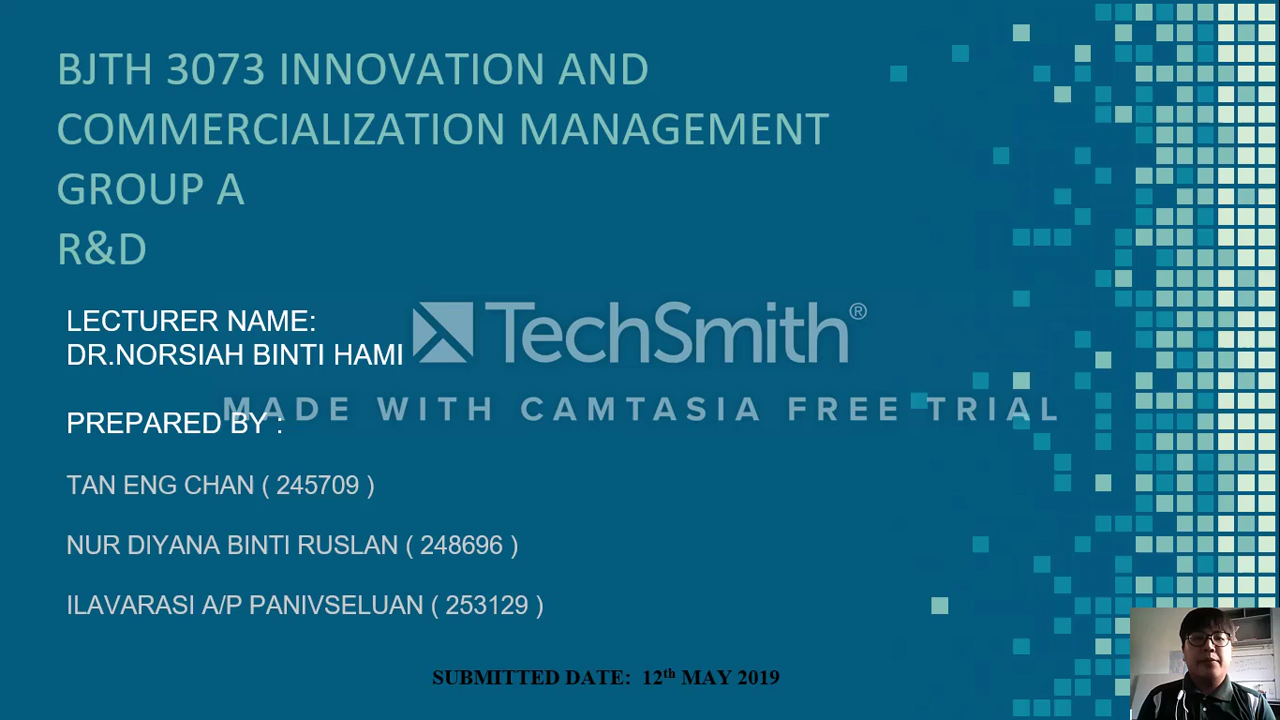 BJTH 3073 INNOVATION AND
COMMERCIALIZATION MANAGEMENT
GROUP A
R&D
LECTURER NAME:
DR.NORSIAH BINTI HAMI
TechSmith®
MADE WITH CAMTASIA FREE TRIAL
PREPARED BY :
TAN ENG CHAN ( 245709 )
NUR DIYANA BINTI RUSLAN ( 248696 )
ILAVARASI A/P PANIVSELUAN ( 253129 )
SUBMITTED DATE: 12th MAY 2019